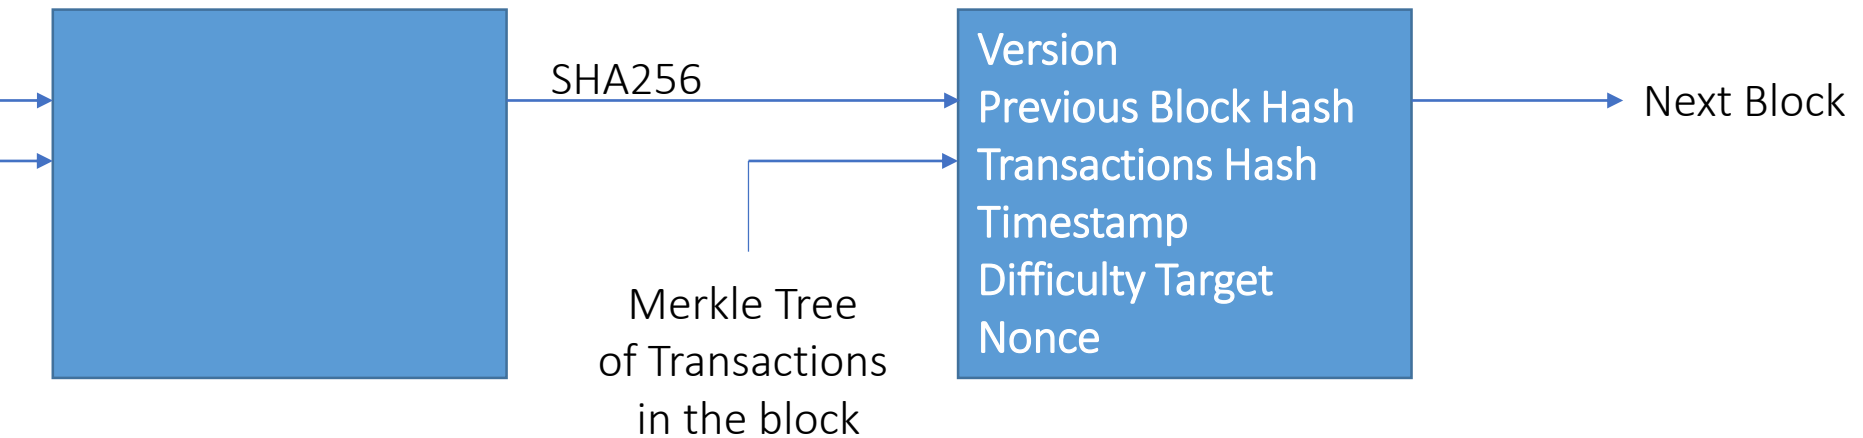 SHA256
Version
Previous Block Hash
Transactions Hash
Timestamp
Difficulty Target
Nonce
Next Block
Merkle Tree
of Transactions
in the block